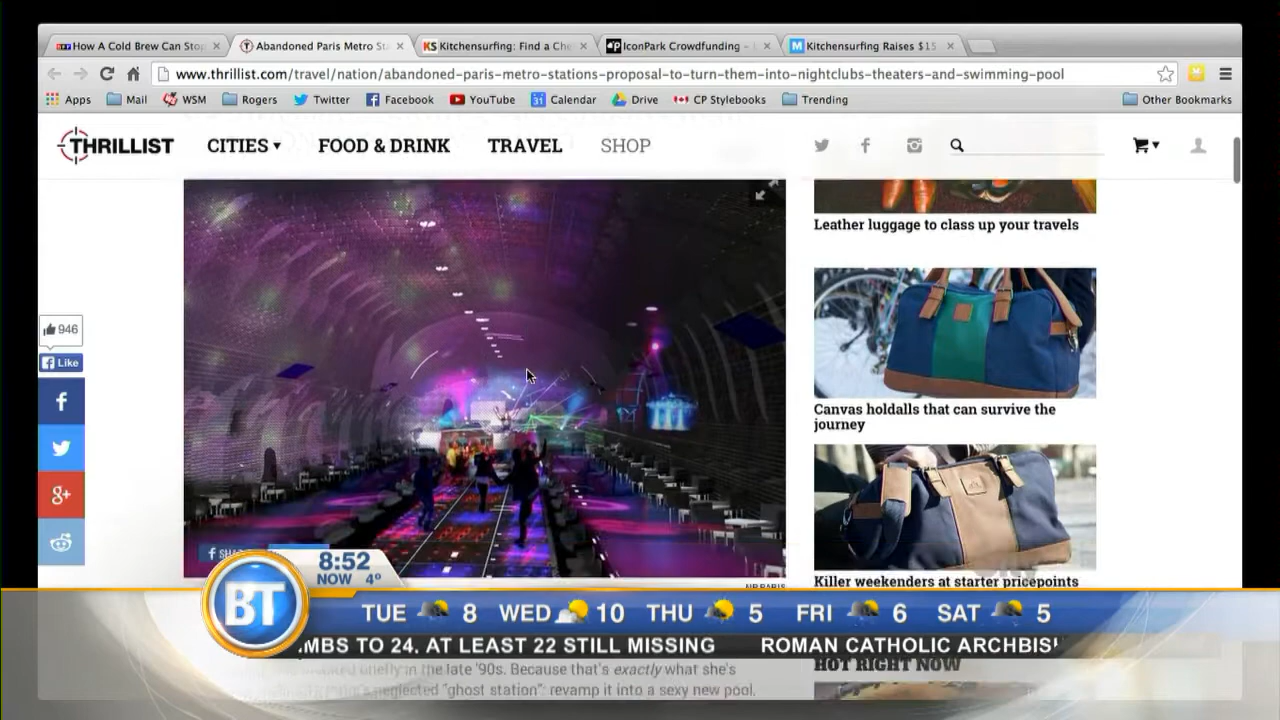 How A Cold Brew Can Stop
Abandoned Paris Metro St
KS Kitchensurfing: Find a Che
IconPark Crowdfunding –
M Kitchensurfing Raises $15
www.thrillist.com/travel/nation/abandoned-paris-metro-stations-proposal-to-turn-them-into-nightclubs-theaters-and-swimming-pool
Apps Mail WSM Rogers Twitter Facebook YouTube 31 Calendar Drive CP Stylebooks Trending Other Bookmarks
THRILLIST CITIES FOOD & DRINK TRAVEL SHOP
Leather luggage to class up your travels
946
Like
8+
Canvas holdalls that can survive the
journey
Killer weekenders at starter pricepoints
BT
8:52
NOW 4°
TUE 8 WED 10 THU 5 FRI 6 SAT 5
MBS TO 24, AT LEAST 22 STILL MISSING ROMAN CATHOLIC ARCHBIS
HOT RIGHT NOW
briefly in the late '90s. Because that's exactly what she's
neglected "ghost station": revamp it into a sexy new pool.